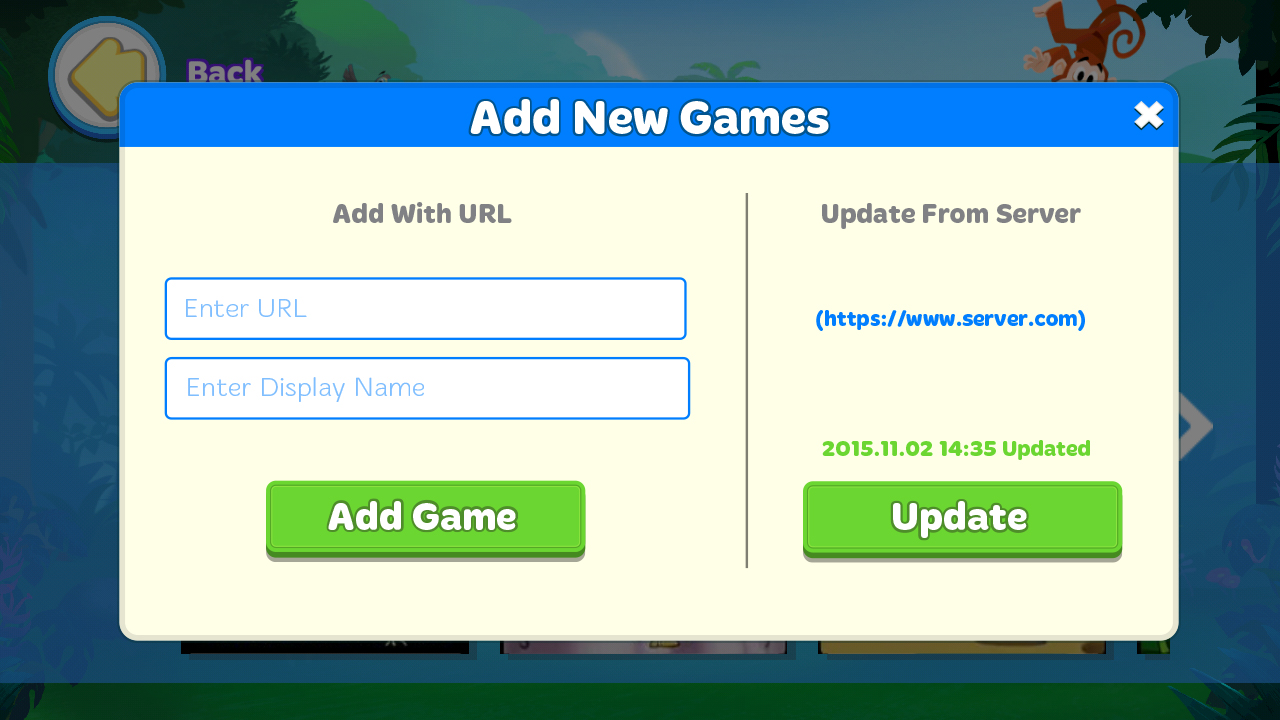 Back
Add New Games
Add With URL
Enter URL
Enter Display Name
Add Game
Update From Server
(https://www.server.com)
2015.11.02 14:35 Updated
Update